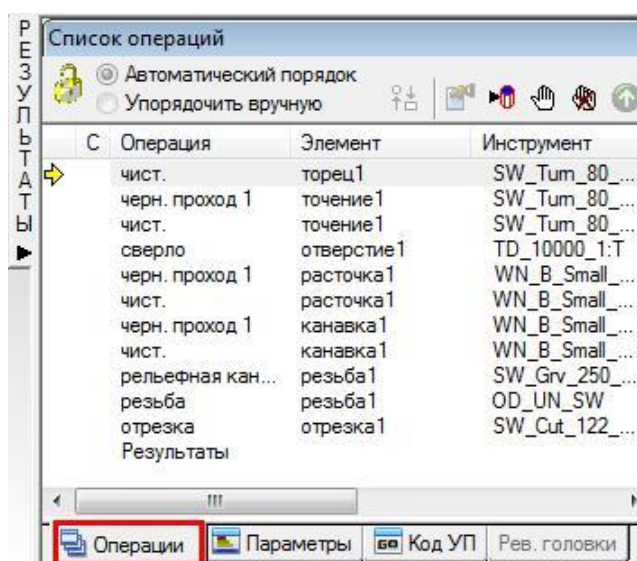 РЕЗУЛЬТАТЫ
Список операций
Автоматический порядок
Упорядочить вручную
С Операция Элемент Инструмент
чист. торец1 SW_Turn_80_...
черн. проход 1 точение1 SW_Turn_80_...
чист. точение1 SW_Turn_80_...
сверло отверстие1 TD_10000_1:T
черн. проход 1 расточка1 WN_B_Small_...
чист. расточка1 WN_B_Small_...
черн. проход 1 канавка1 WN_B_Small_...
чист. канавка1 WN_B_Small_...
рельефная кан... резьба1 SW_Grv_250_...
резьба резьба1 OD_UN_SW
отрезка отрезка1 SW_Cut_122_...
Результаты
Операции Параметры GO Код УП Рев. головки